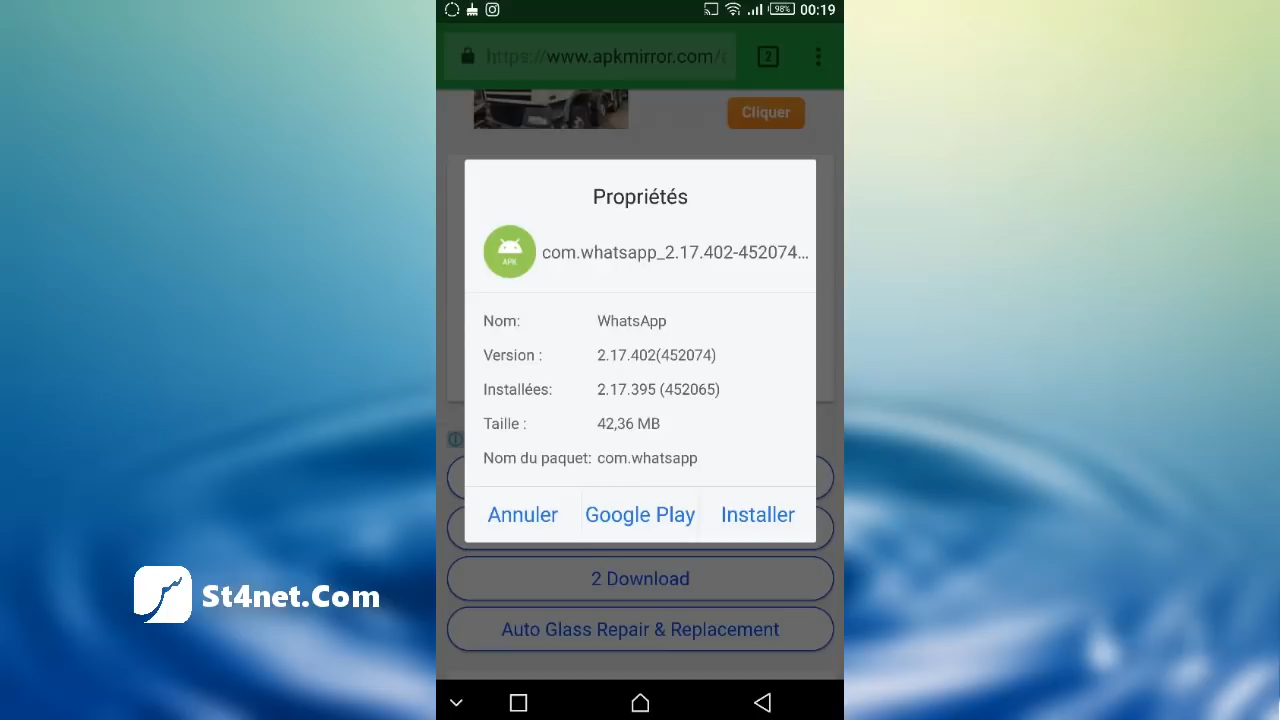 98% 00:19
https://www.apkmirror.com/
2
Cliquer
Propriétés
APK
com.whatsapp_2.17.402-452074...
Nom: WhatsApp
Version : 2.17.402(452074)
Installées: 2.17.395 (452065)
Taille : 42,36 MB
Nom du paquet: com.whatsapp
Annuler Google Play Installer
2 Download
Auto Glass Repair & Replacement
St4net.Com